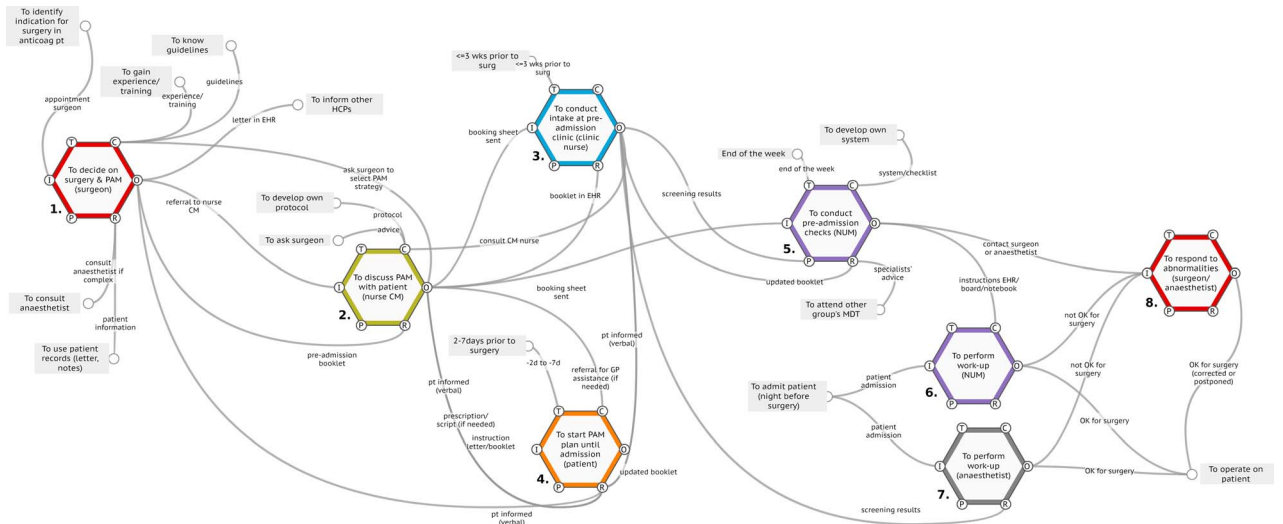 To identify
indication for
surgery in
anticoag pt
To know
guidelines
To gain
experience/
training
guidelines
experience/
training
appointment
surgeon
letter in EHR
To inform other
HCPs
T
C
I
O
P
R
To decide on
surgery & PAM
(surgeon)
1.
referral to nurse
CM
ask surgeon to
select PAM
strategy
To develop own
protocol
protocol
advice
To ask surgeon
consult
anaesthetist if
complex
To consult
anaesthetist
patient
information
To use patient
records (letter,
notes)
pre-admission
booklet
T
C
I
O
P
R
To discuss PAM
with patient
(nurse CM)
2.
consult CM nurse
booking sheet
sent
<=3 wks prior to
surg
<=3 wks prior to
surg
T
C
I
O
P
R
To conduct
intake at pre-
admission
clinic (clinic
nurse)
3.
booklet in EHR
booking sheet
sent
2-7days prior to
surgery
-2d to -7d
referral for GP
assistance (if
needed)
pt informed
(verbal)
pt informed
(verbal)
prescription/
script (if needed)
instruction
letter/booklet
T
C
I
O
P
R
To start PAM
plan until
admission
(patient)
4.
updated booklet
pt informed
(verbal)
screening results
updated booklet
screening results
End of the week
end of the week
To develop own
system
system/checklist
T
C
I
O
P
R
To conduct
pre-admission
checks (NUM)
5.
specialists'
advice
To attend other
group's MDT
contact surgeon
or anaesthetist
instructions EHR/
board/notebook
To admit patient
(night before
surgery)
patient
admission
patient
admission
T
C
I
O
P
R
To perform
work-up
(NUM)
6.
T
C
I
O
P
R
To perform
work-up
(anaesthetist)
7.
not OK for
surgery
not OK for
surgery
OK for surgery
OK for surgery
T
C
I
O
P
R
To respond to
abnormalities
(surgeon/
anaesthetist)
8.
OK for surgery
(corrected or
postponed)
To operate on
patient